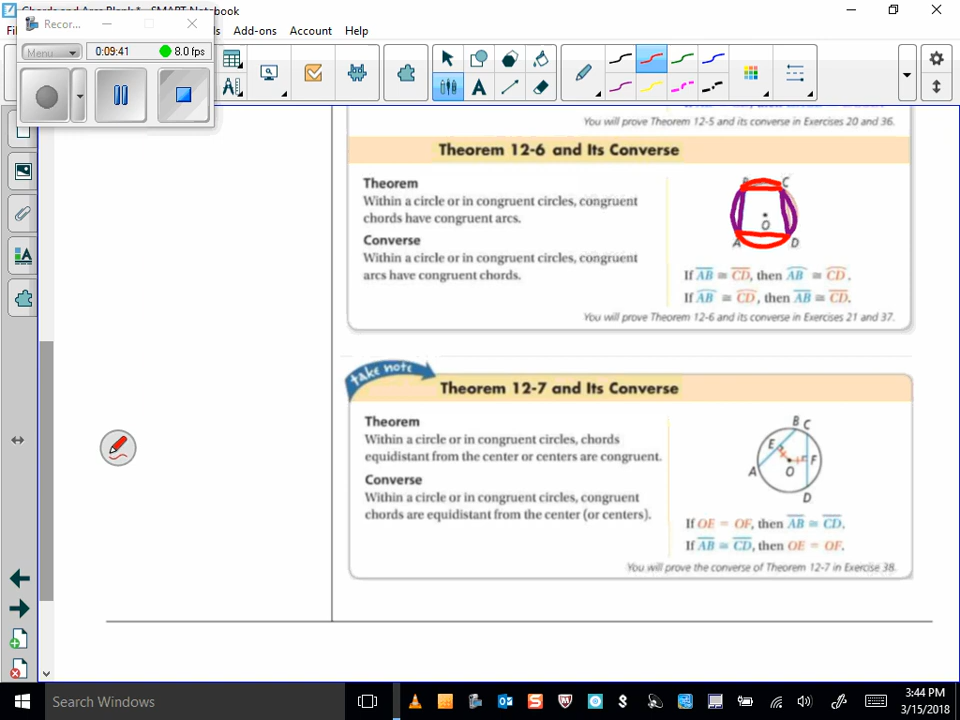 SMART Notebook
Recor...
Add-ons Account Help
Menu 0:09:41 8.0 fps
You will prove Theorem 12-5 and its converse in Exercises 20 and 36.
Theorem 12-6 and Its Converse
Theorem
Within a circle or in congruent circles, congruent
chords have congruent arcs.
Converse
Within a circle or in congruent circles, congruent
arcs have congruent chords.
C
O
A D
If AB ≅ CD, then AB ≅ CD.
If AB ≅ CD, then AB ≅ CD.
You will prove Theorem 12-6 and its converse in Exercises 21 and 37.
take note
Theorem 12-7 and Its Converse
Theorem
Within a circle or in congruent circles, chords
equidistant from the center or centers are congruent.
Converse
Within a circle or in congruent circles, congruent
chords are equidistant from the center (or centers).
B C
E
F
A O
D
If OE = OF, then AB ≅ CD.
If AB ≅ CD, then OE = OF.
You will prove the converse of Theorem 12-7 in Exercise 38.
Search Windows
3:44 PM
3/15/2018